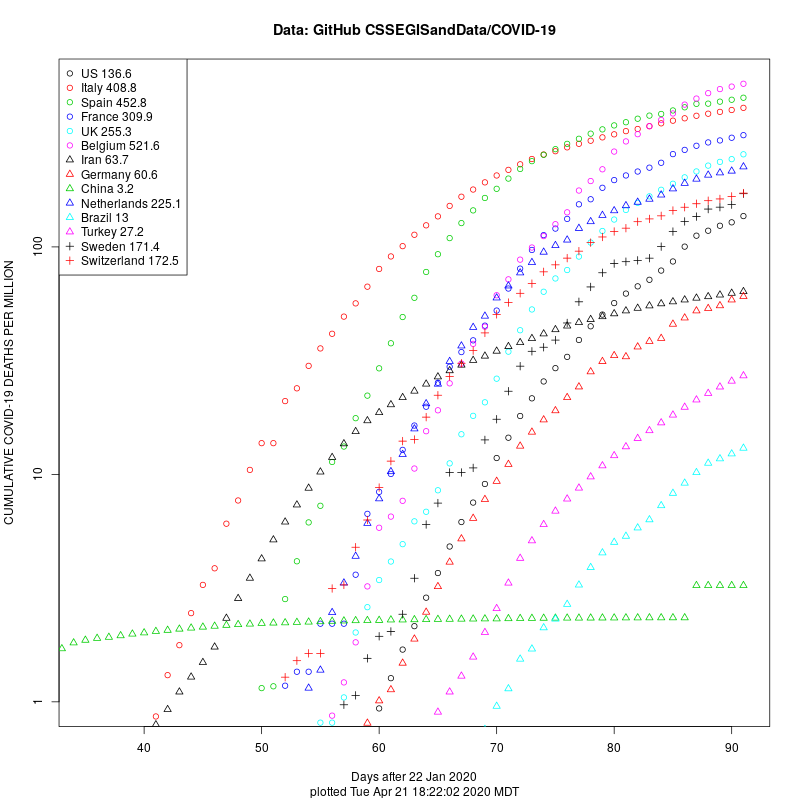 Data: GitHub CSSEGISandData/COVID-19
US 136.6
Italy 408.8
Spain 452.8
France 309.9
UK 255.3
Belgium 521.6
Iran 63.7
Germany 60.6
China 3.2
Netherlands 225.1
Brazil 13
Turkey 27.2
Sweden 171.4
Switzerland 172.5
CUMULATIVE COVID-19 DEATHS PER MILLION
100
10
1
40 50 60 70 80 90
Days after 22 Jan 2020
plotted Tue Apr 21 18:22:02 2020 MDT